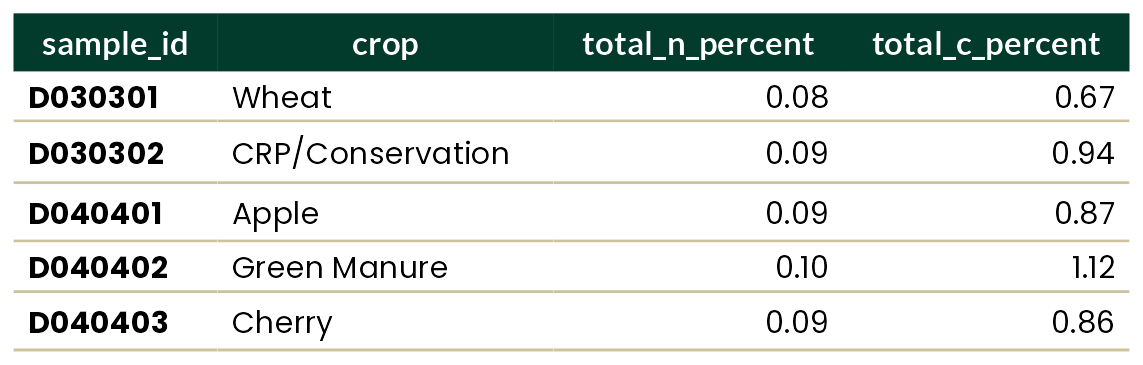 sample_id crop total_n_percent total_c_percent
D030301 Wheat 0.08 0.67
D030302 CRP/Conservation 0.09 0.94
D040401 Apple 0.09 0.87
D040402 Green Manure 0.10 1.12
D040403 Cherry 0.09 0.86